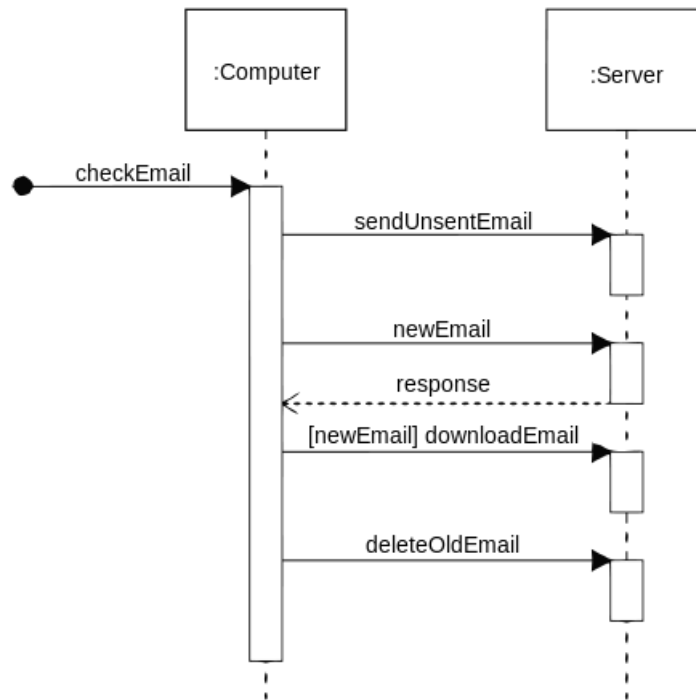 :Computer
:Server
checkEmail
sendUnsentEmail
newEmail
response
[newEmail] downloadEmail
deleteOldEmail